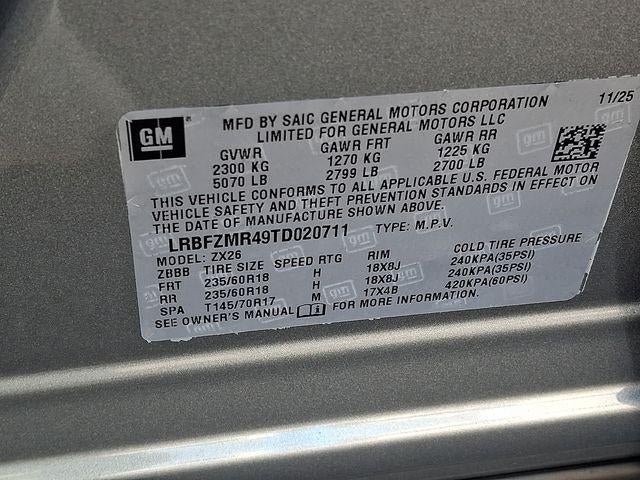 GM
MFD BY SAIC GENERAL MOTORS CORPORATION 11/25
LIMITED FOR GENERAL MOTORS LLC
GVWR GAWR FRT GAWR RR
2300 KG 1270 KG 1225 KG
5070 LB 2799 LB 2700 LB
THIS VEHICLE CONFORMS TO ALL APPLICABLE U.S. FEDERAL MOTOR
VEHICLE SAFETY AND THEFT PREVENTION STANDARDS IN EFFECT ON
THE DATE OF MANUFACTURE SHOWN ABOVE.
LRBFZMR49TD020711 TYPE: M.P.V.
MODEL: ZX26
ZBBB TIRE SIZE SPEED RTG RIM COLD TIRE PRESSURE
FRT 235/60R18 H 18X8J 240KPA(35PSI)
RR 235/60R18 H 18X8J 240KPA(35PSI)
SPA T145/70R17 M 17X4B 420KPA(60PSI)
SEE OWNER'S MANUAL FOR MORE INFORMATION.